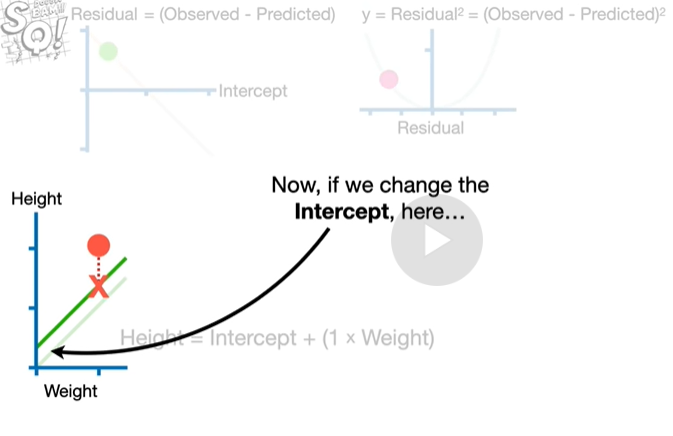 Residual = (Observed - Predicted)
y = Residual² = (Observed - Predicted)²
Intercept
Residual
Now, if we change the
Intercept, here...
Height
Height = Intercept + (1 x Weight)
Weight